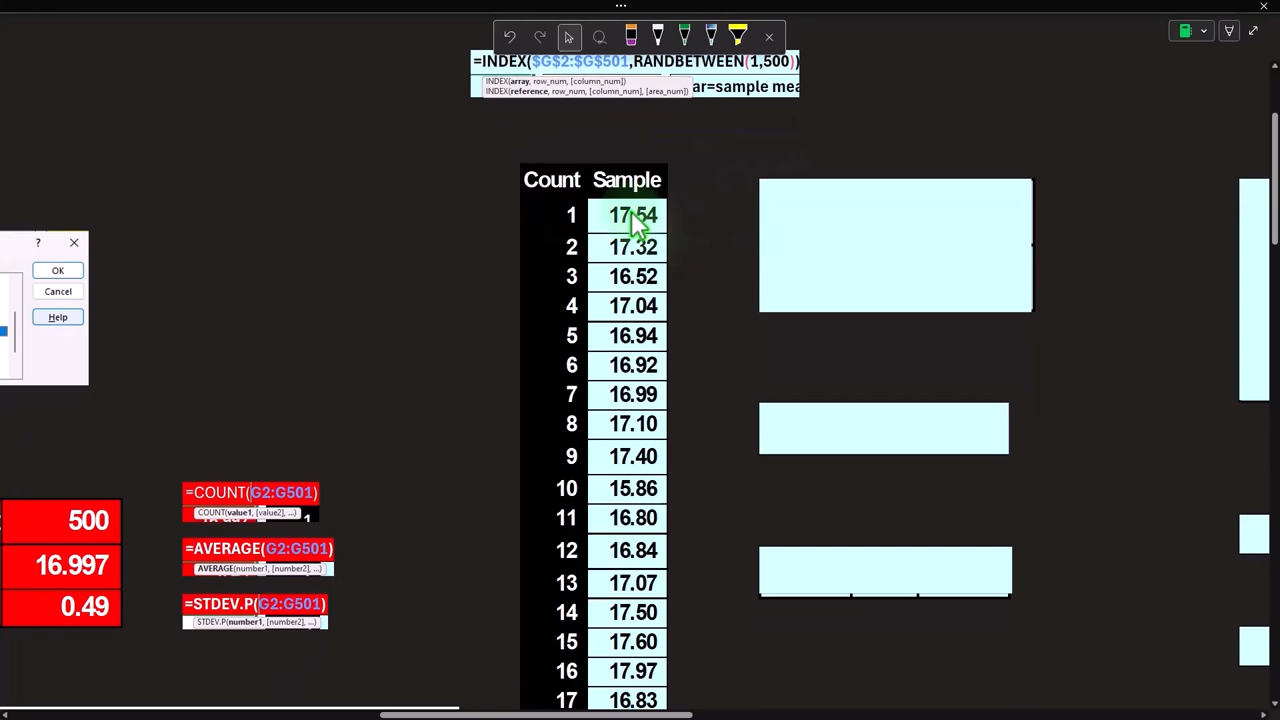 =INDEX($G$2:$G$501,RANDBETWEEN(1,500))
INDEX(array, row_num, [column_num])
INDEX(reference, row_num, [column_num], [area_num])
ar=sample mea
Count Sample
1 17.54
2 17.32
3 16.52
4 17.04
5 16.94
6 16.92
7 16.99
8 17.10
9 17.40
10 15.86
11 16.80
12 16.84
13 17.07
14 17.50
15 17.60
16 17.97
17 16.83
?
OK
Cancel
Help
500
16.997
0.49
=COUNT(G2:G501)
COUNT(value1, [value2], ...)
=AVERAGE(G2:G501)
AVERAGE(number1, [number2], ...)
=STDEV.P(G2:G501)
STDEV.P(number1, [number2], ...)